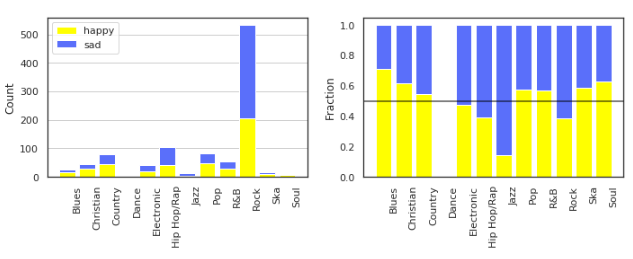 happy
sad
Count
500
400
300
200
100
0
Blues
Christian
Country
Dance
Electronic
Hip Hop/Rap
Jazz
Pop
R&B
Rock
Ska
Soul
Fraction
1.0
0.8
0.6
0.4
0.2
0.0
Blues
Christian
Country
Dance
Electronic
Hip Hop/Rap
Jazz
Pop
R&B
Rock
Ska
Soul